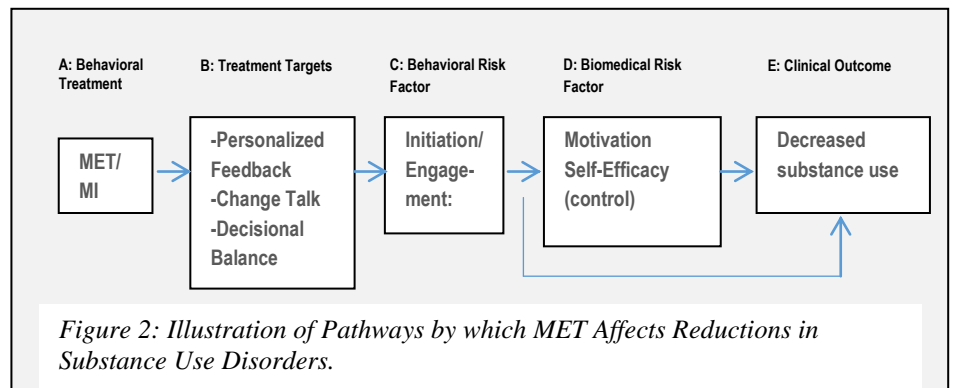 A: Behavioral
Treatment
B: Treatment Targets
C: Behavioral Risk
Factor
D: Biomedical Risk
Factor
E: Clinical Outcome
MET/
MI
-Personalized
Feedback
-Change Talk
-Decisional
Balance
Initiation/
Engage-
ment:
Motivation
Self-Efficacy
(control)
Decreased
substance use
Figure 2: Illustration of Pathways by which MET Affects Reductions in
Substance Use Disorders.